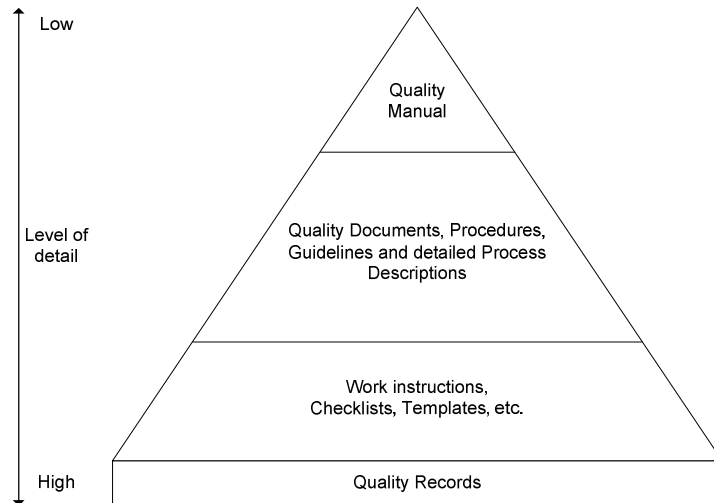 Low
Quality
Manual
Level of
detail
Quality Documents, Procedures,
Guidelines and detailed Process
Descriptions
Work instructions,
Checklists, Templates, etc.
High
Quality Records